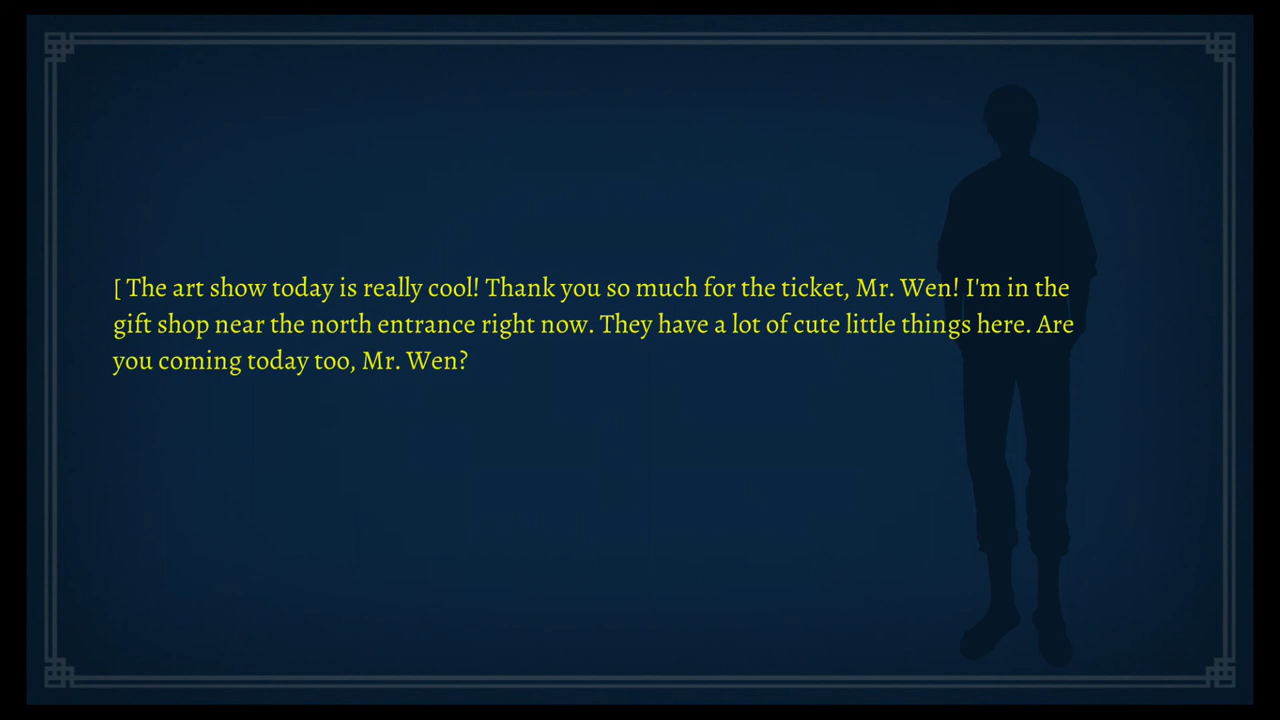 [ The art show today is really cool! Thank you so much for the ticket, Mr. Wen! I'm in the
gift shop near the north entrance right now. They have a lot of cute little things here. Are
you coming today too, Mr. Wen?